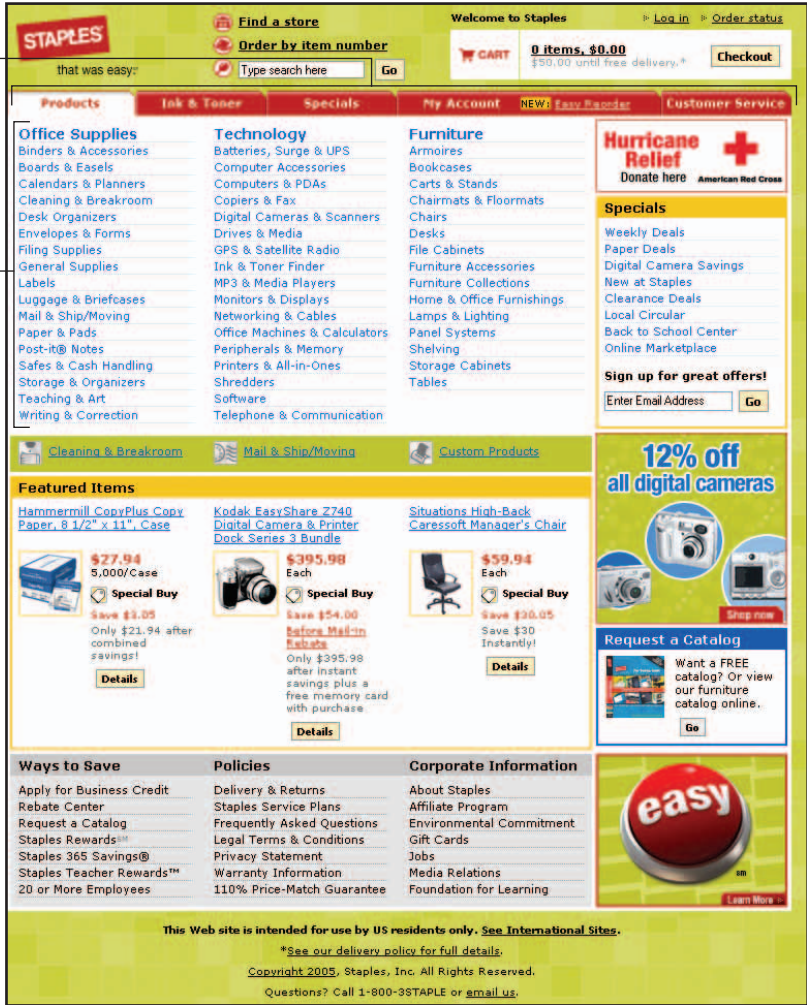 STAPLES
that was easy:
Find a store
Order by item number
Type search here Go
Welcome to Staples
Log in Order status
CART
0 items, $0.00
$50.00 until free delivery.*
Checkout
Products Ink & Toner Specials My Account NEW: Easy Reorder Customer Service
Office Supplies
Binders & Accessories
Boards & Easels
Calendars & Planners
Cleaning & Breakroom
Desk Organizers
Envelopes & Forms
Filing Supplies
General Supplies
Labels
Luggage & Briefcases
Mail & Ship/Moving
Paper & Pads
Post-it® Notes
Safes & Cash Handling
Storage & Organizers
Teaching & Art
Writing & Correction
Technology
Batteries, Surge & UPS
Computer Accessories
Computers & PDAs
Copiers & Fax
Digital Cameras & Scanners
Drives & Media
GPS & Satellite Radio
Ink & Toner Finder
MP3 & Media Players
Monitors & Displays
Networking & Cables
Office Machines & Calculators
Peripherals & Memory
Printers & All-in-Ones
Shredders
Software
Telephone & Communication
Furniture
Armoires
Bookcases
Carts & Stands
Chairmats & Floormats
Chairs
Desks
File Cabinets
Furniture Accessories
Furniture Collections
Home & Office Furnishings
Lamps & Lighting
Panel Systems
Shelving
Storage Cabinets
Tables
Hurricane
Relief
Donate here
American Red Cross
Specials
Weekly Deals
Paper Deals
Digital Camera Savings
New at Staples
Clearance Deals
Local Circular
Back to School Center
Online Marketplace
Sign up for great offers!
Enter Email Address Go
Cleaning & Breakroom Mail & Ship/Moving Custom Products
Featured Items
Hammermill CopyPlus Copy
Paper, 8 1/2" x 11", Case
$27.94
5,000/Case
Special Buy
Save $3.05
Only $21.94 after
combined
savings!
Details
Kodak EasyShare Z740
Digital Camera & Printer
Dock Series 3 Bundle
$395.98
Each
Special Buy
Save $54.00
Before Mail-in
Rebate
Only $395.98
after instant
savings plus a
free memory card
with purchase
Details
Situations High-Back
Caressoft Manager's Chair
$59.94
Each
Special Buy
Save $30.05
Save $30
Instantly!
Details
12% off
all digital cameras
Shop now
Request a Catalog
Want a FREE
catalog? Or view
our furniture
catalog online.
Go
Ways to Save
Apply for Business Credit
Rebate Center
Request a Catalog
Staples Rewards℠
Staples 365 Savings®
Staples Teacher Rewards™
20 or More Employees
Policies
Delivery & Returns
Staples Service Plans
Frequently Asked Questions
Legal Terms & Conditions
Privacy Statement
Warranty Information
110% Price-Match Guarantee
Corporate Information
About Staples
Affiliate Program
Environmental Commitment
Gift Cards
Jobs
Media Relations
Foundation for Learning
easy
sm
Learn More
This Web site is intended for use by US residents only. See International Sites.
*See our delivery policy for full details.
Copyright 2005, Staples, Inc. All Rights Reserved.
Questions? Call 1-800-3STAPLE or email us.